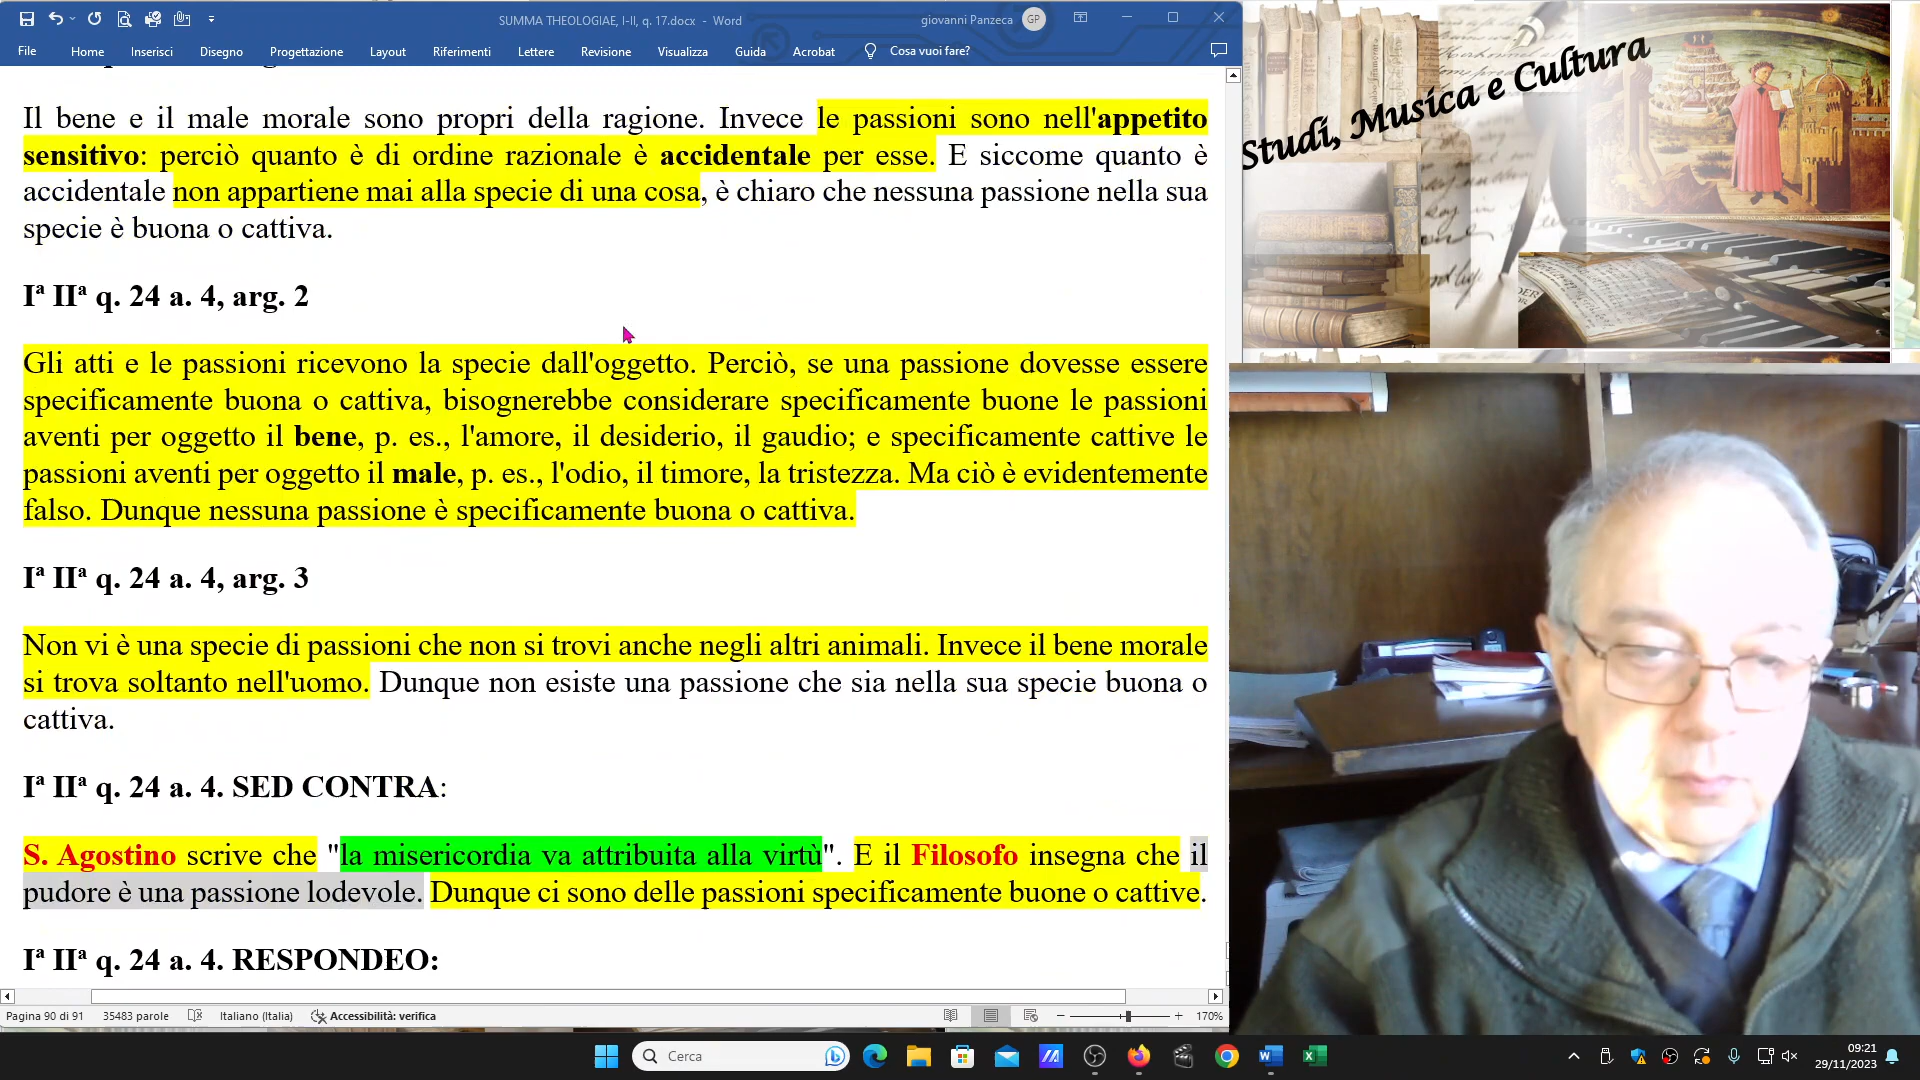 SUMMA THEOLOGIAE, I-II, q. 17.docx - Word
giovanni Panzeca
GP
File Home Inserisci Disegno Progettazione Layout Riferimenti Lettere Revisione Visualizza Guida Acrobat Cosa vuoi fare?
Studi, Musica e Cultura
Il bene e il male morale sono propri della ragione. Invece le passioni sono nell'appetito
sensitivo: perciò quanto è di ordine razionale è accidentale per esse. E siccome quanto è
accidentale non appartiene mai alla specie di una cosa, è chiaro che nessuna passione nella sua
specie è buona o cattiva.
Iª IIª q. 24 a. 4, arg. 2
Gli atti e le passioni ricevono la specie dall'oggetto. Perciò, se una passione dovesse essere
specificamente buona o cattiva, bisognerebbe considerare specificamente buone le passioni
aventi per oggetto il bene, p. es., l'amore, il desiderio, il gaudio; e specificamente cattive le
passioni aventi per oggetto il male, p. es., l'odio, il timore, la tristezza. Ma ciò è evidentemente
falso. Dunque nessuna passione è specificamente buona o cattiva.
Iª IIª q. 24 a. 4, arg. 3
Non vi è una specie di passioni che non si trovi anche negli altri animali. Invece il bene morale
si trova soltanto nell'uomo. Dunque non esiste una passione che sia nella sua specie buona o
cattiva.
Iª IIª q. 24 a. 4. SED CONTRA:
S. Agostino scrive che "la misericordia va attribuita alla virtù". E il Filosofo insegna che il
pudore è una passione lodevole. Dunque ci sono delle passioni specificamente buone o cattive.
Iª IIª q. 24 a. 4. RESPONDEO:
Pagina 90 di 91 35483 parole Italiano (Italia) Accessibilità: verifica 170%
Cerca
09:21
29/11/2023